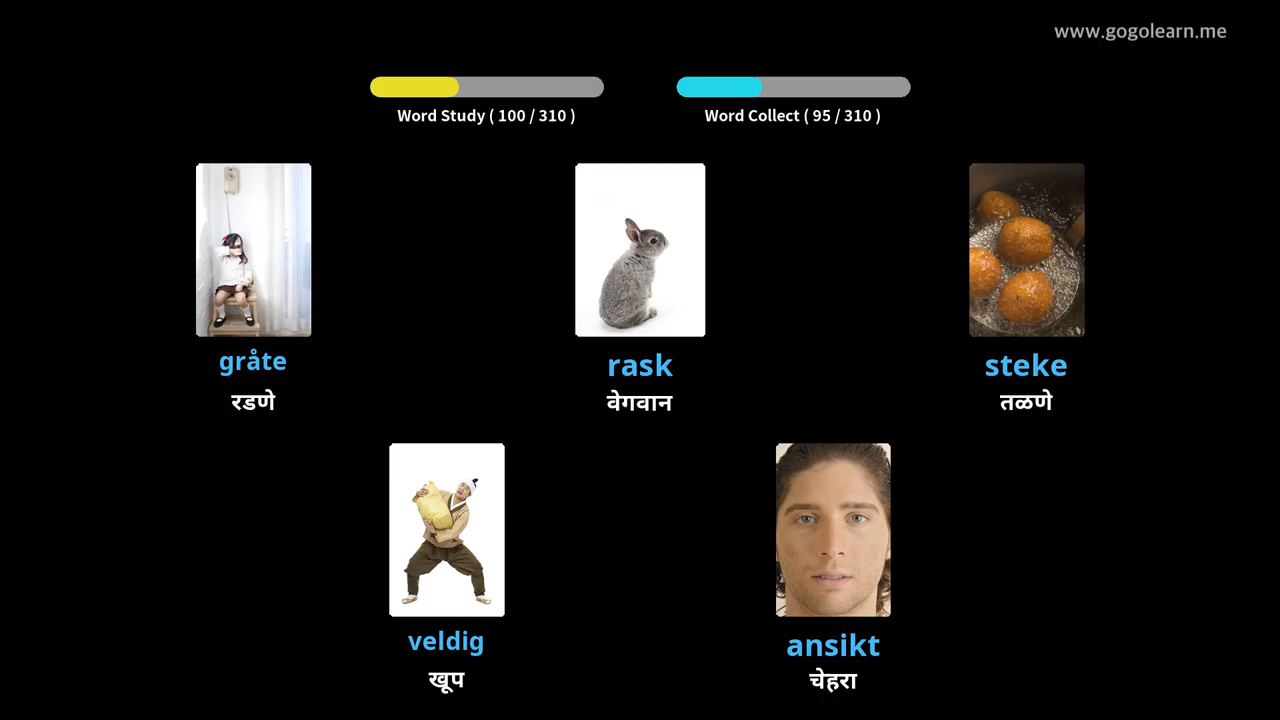 www.gogolearn.me
Word Study ( 100 / 310 )
Word Collect ( 95 / 310 )
gråte
रडणे
rask
वेगवान
steke
तळणे
veldig
खूप
ansikt
चेहरा